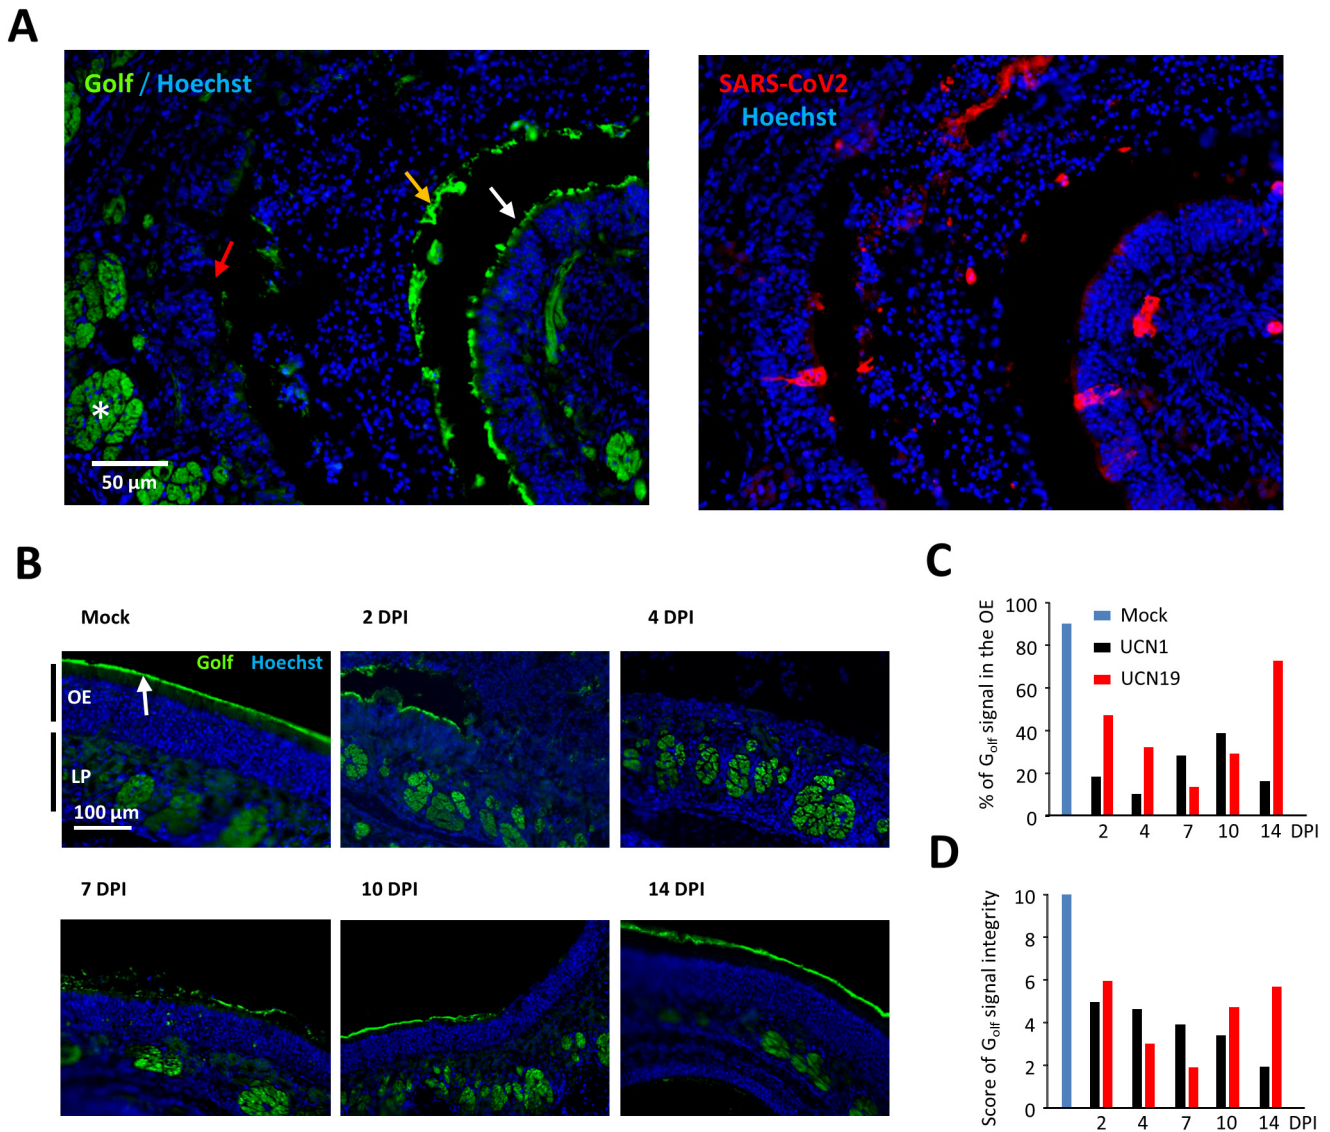 A
Golf / Hoechst
SARS-CoV2
Hoechst
*
50 µm
B
Mock
2 DPI
4 DPI
Golf Hoechst
OE
LP
100 µm
7 DPI
10 DPI
14 DPI
C
% of Golf signal in the OE
100
80
60
40
20
0
Mock
UCN1
UCN19
2 4 7 10 14 DPI
D
Score of Golf signal integrity
10
8
6
4
2
0
2 4 7 10 14 DPI